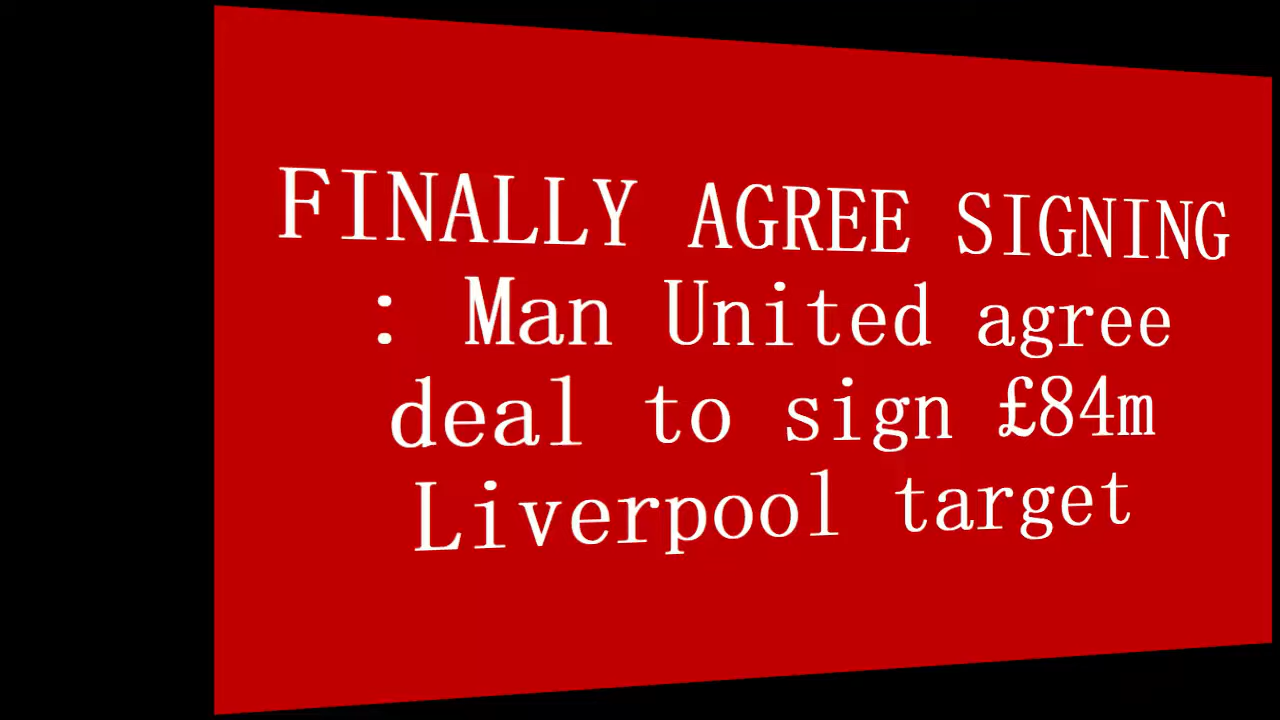 FINALLY AGREE SIGNING
: Man United agree
deal to sign £84m
Liverpool target